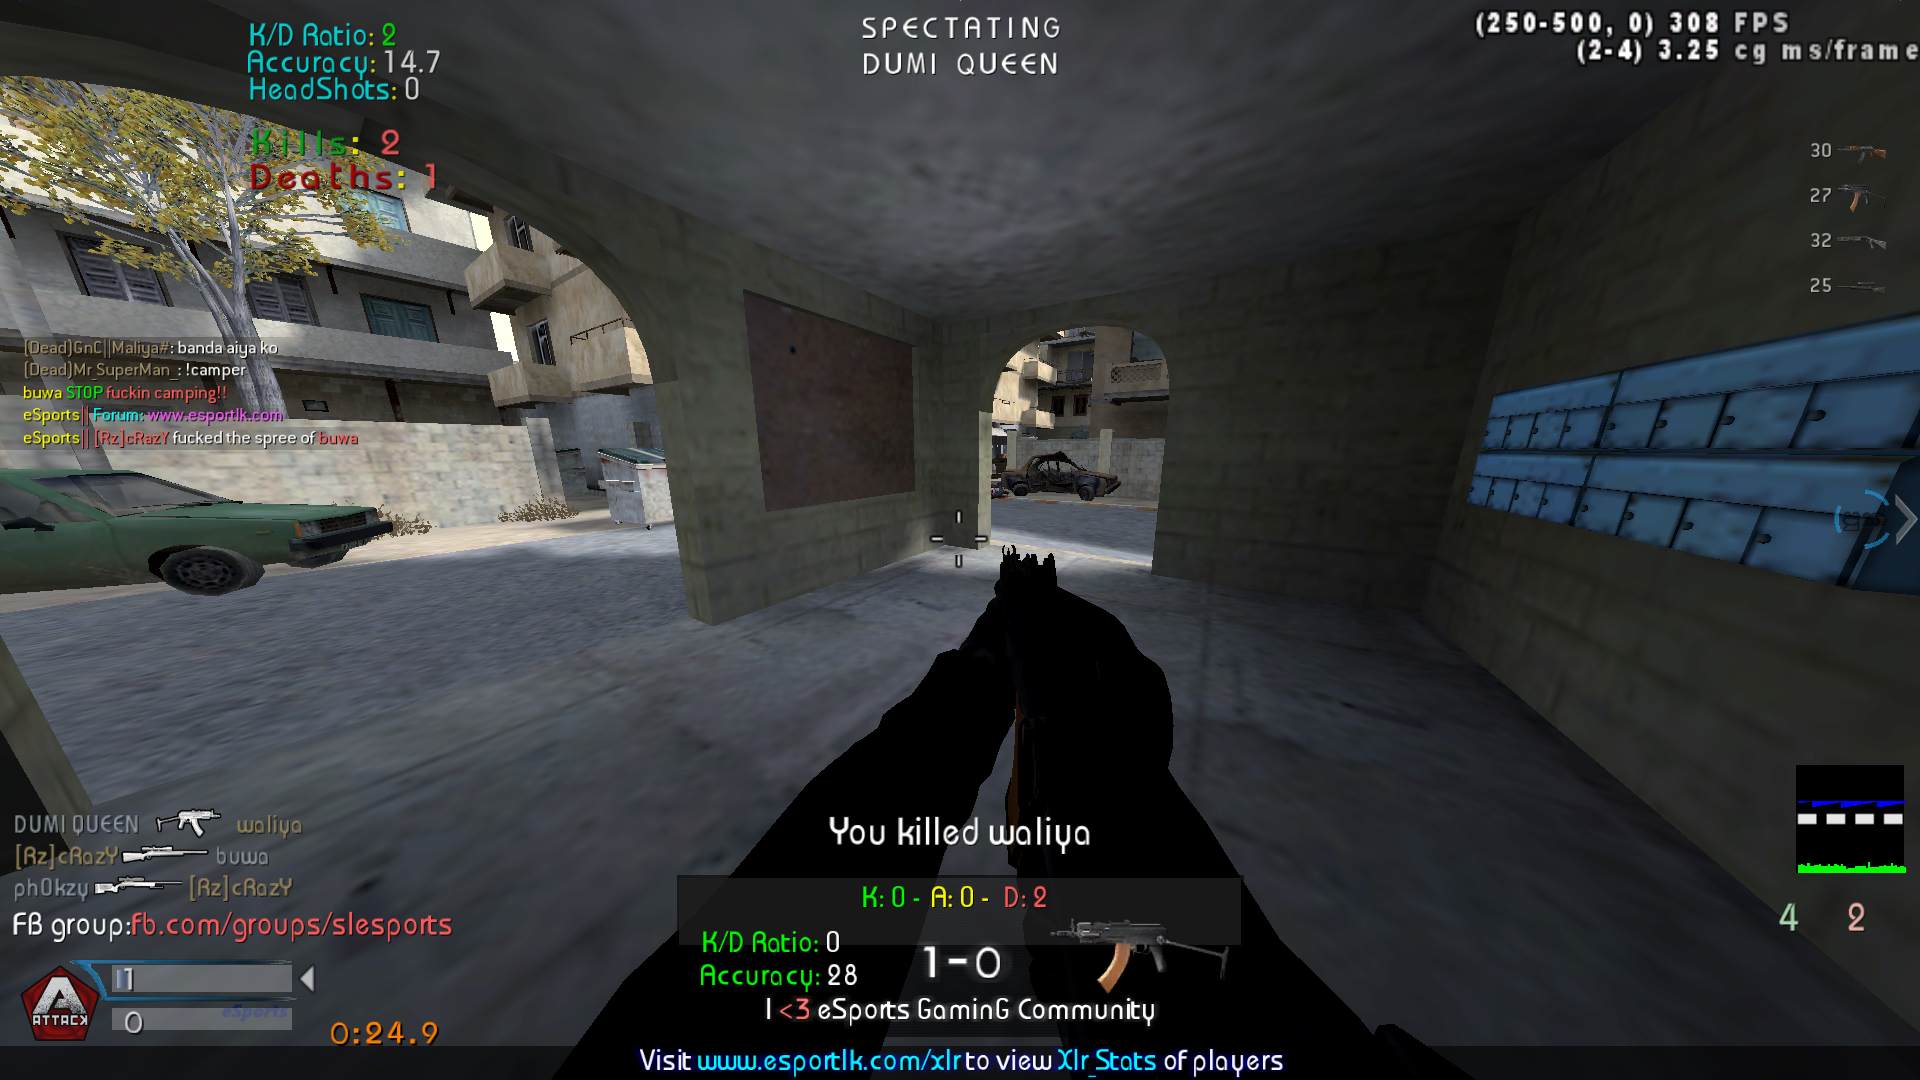 K/D Ratio: 2
Accuracy: 14.7
HeadShots: 0
Kills: 2
Deaths: 1
SPECTATING
DUMI QUEEN
(250-500, 0) 308 FPS
(2-4) 3.25 cg ms/frame
30
27
32
25
(Dead)GnC||Maliya#: banda aiya ko
(Dead)Mr_SuperMan_: !camper
buwa STOP fuckin camping!!
eSports|| Forum: www.esportlk.com
eSports|| [Rz]cRazY fucked the spree of buwa
DUMI QUEEN waliya
[Rz]cRazY buwa
ph0kzy [Rz]cRazY
FB group:fb.com/groups/slesports
You killed waliya
K: 0 - A: 0 - D: 2
K/D Ratio: 0
Accuracy: 28
1-0
I <3 eSports GaminG Community
4 2
ATTACK
1
0
eSports
0:24.9
Visit www.esportlk.com/xlr to view Xlr_Stats of players